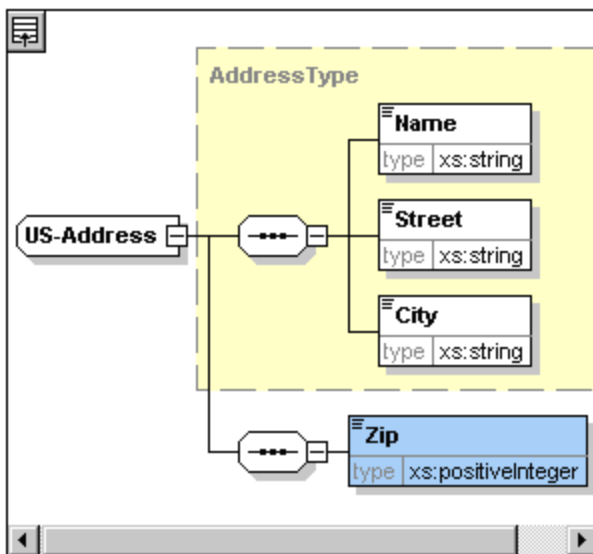 AddressType
Name
type xs:string
US-Address
Street
type xs:string
City
type xs:string
Zip
type xs:positiveInteger